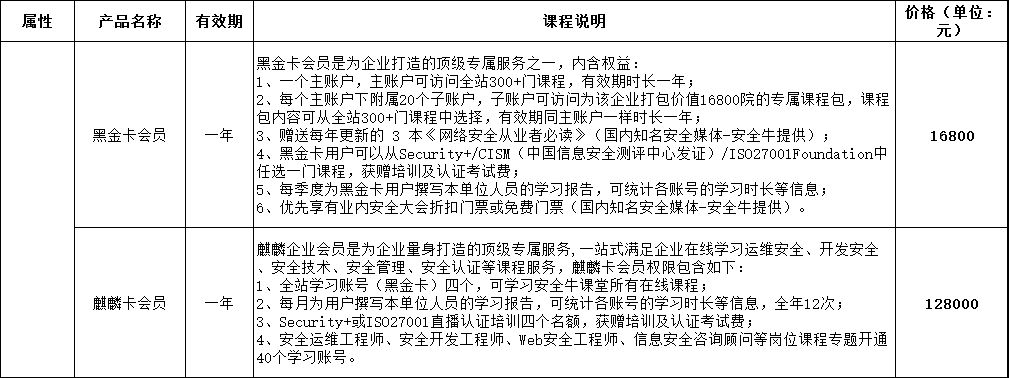 属性 产品名称 有效期 课程说明 价格（单位：
元）
黑金卡会员是为企业打造的顶级专属服务之一，内含权益：
1、一个主账户，主账户可访问全站300+门课程，有效期时长一年；
2、每个主账户下附属20个子账户，子账户可访问为该企业打包价值16800院的专属课程包，课程
包内容可从全站300+门课程中选择，有效期同主账户一样时长一年；
黑金卡会员 一年 3、赠送每年更新的 3 本《网络安全从业者必读》（国内知名安全媒体-安全牛提供）； 16800
4、黑金卡用户可以从Security+/CISM（中国信息安全测评中心发证）/ISO27001Foundation中
任选一门课程，获赠培训及认证考试费；
5、每季度为黑金卡用户撰写本单位人员的学习报告，可统计各账号的学习时长等信息；
6、优先享有业内安全大会折扣门票或免费门票（国内知名安全媒体-安全牛提供）。
麒麟企业会员是为企业量身打造的顶级专属服务,一站式满足企业在线学习运维安全、开发安全
、安全技术、安全管理、安全认证等课程服务，麒麟卡会员权限包含如下：
1、全站学习账号（黑金卡）四个，可学习安全牛课堂所有在线课程；
麒麟卡会员 一年 2、每月为用户撰写本单位人员的学习报告，可统计各账号的学习时长等信息，全年12次； 128000
3、Security+或ISO27001直播认证培训四个名额，获赠培训及认证考试费；
4、安全运维工程师、安全开发工程师、Web安全工程师、信息安全咨询顾问等岗位课程专题开通
40个学习账号。